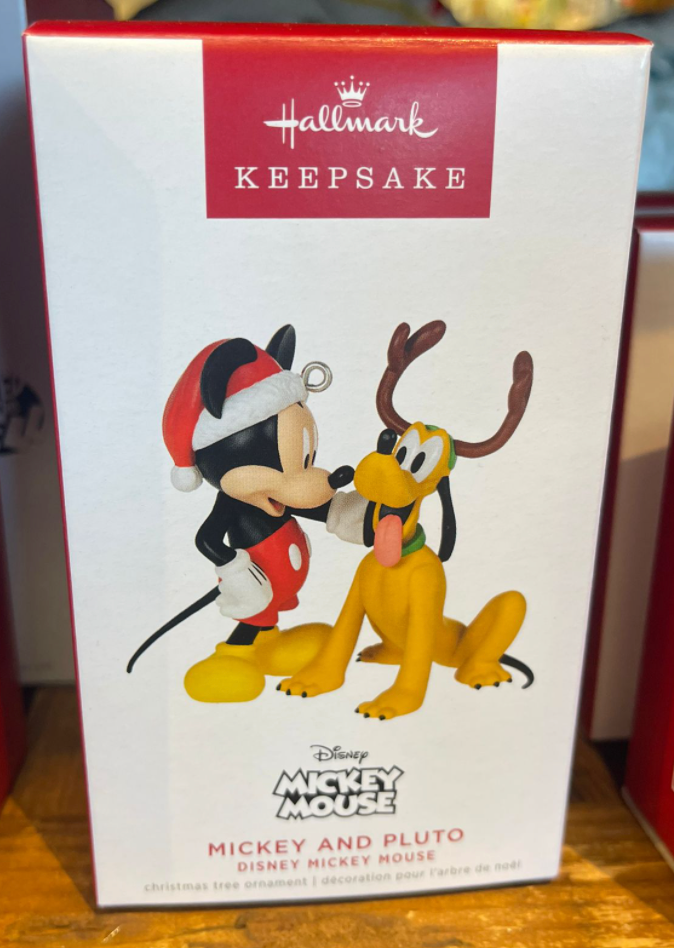 Hallmark
KEEPSAKE
Disney
MICKEY
MOUSE
MICKEY AND PLUTO
DISNEY MICKEY MOUSE
christmas tree ornament | décoration pour l'arbre de noël